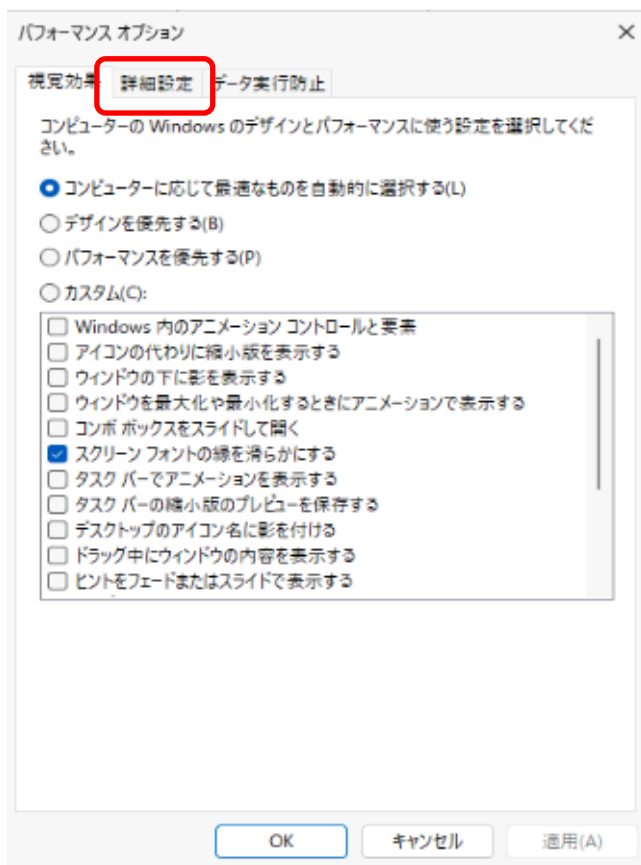 パフォーマンス オプション
視覚効果 詳細設定 データ実行防止
コンピューターの Windows のデザインとパフォーマンスに使う設定を選択してくだ
さい。
コンピューターに応じて最適なものを自動的に選択する(L)
デザインを優先する(B)
パフォーマンスを優先する(P)
カスタム(C):
Windows 内のアニメーション コントロールと要素
アイコンの代わりに縮小版を表示する
ウィンドウの下に影を表示する
ウィンドウを最大化や最小化するときにアニメーションで表示する
コンボ ボックスをスライドして開く
スクリーン フォントの縁を滑らかにする
タスク バーでアニメーションを表示する
タスク バーの縮小版のプレビューを保存する
デスクトップのアイコン名に影を付ける
ドラッグ中にウィンドウの内容を表示する
ヒントをフェードまたはスライドで表示する
OK キャンセル 適用(A)